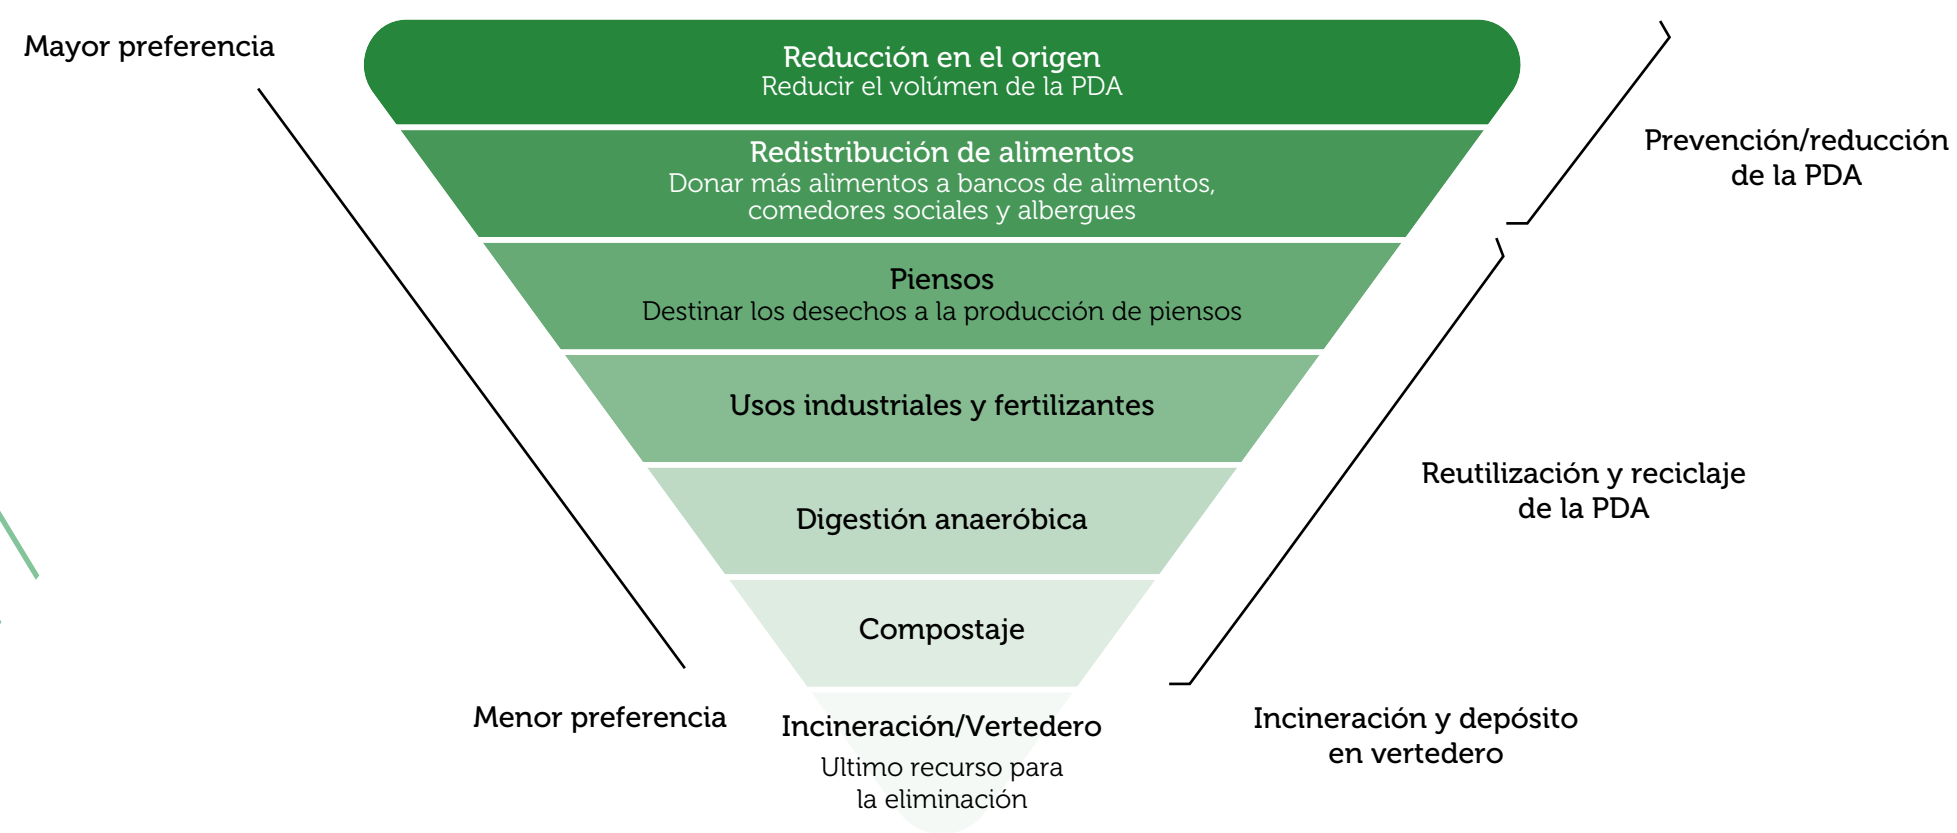 Mayor preferencia
Reducción en el origen
Reducir el volúmen de la PDA
Redistribución de alimentos
Donar más alimentos a bancos de alimentos,
comedores sociales y albergues
Prevención/reducción
de la PDA
Piensos
Destinar los desechos a la producción de piensos
Usos industriales y fertilizantes
Digestión anaeróbica
Compostaje
Reutilización y reciclaje
de la PDA
Menor preferencia
Incineración/Vertedero
Ultimo recurso para
la eliminación
Incineración y depósito
en vertedero